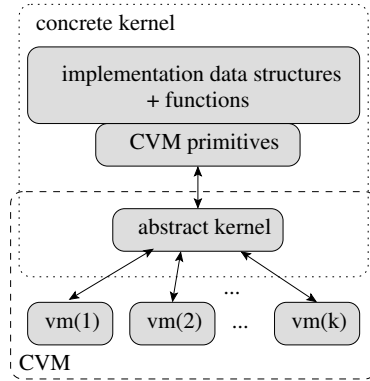 concrete kernel
implementation data structures
+ functions
CVM primitives
abstract kernel
...
vm(1) vm(2) ... vm(k)
CVM